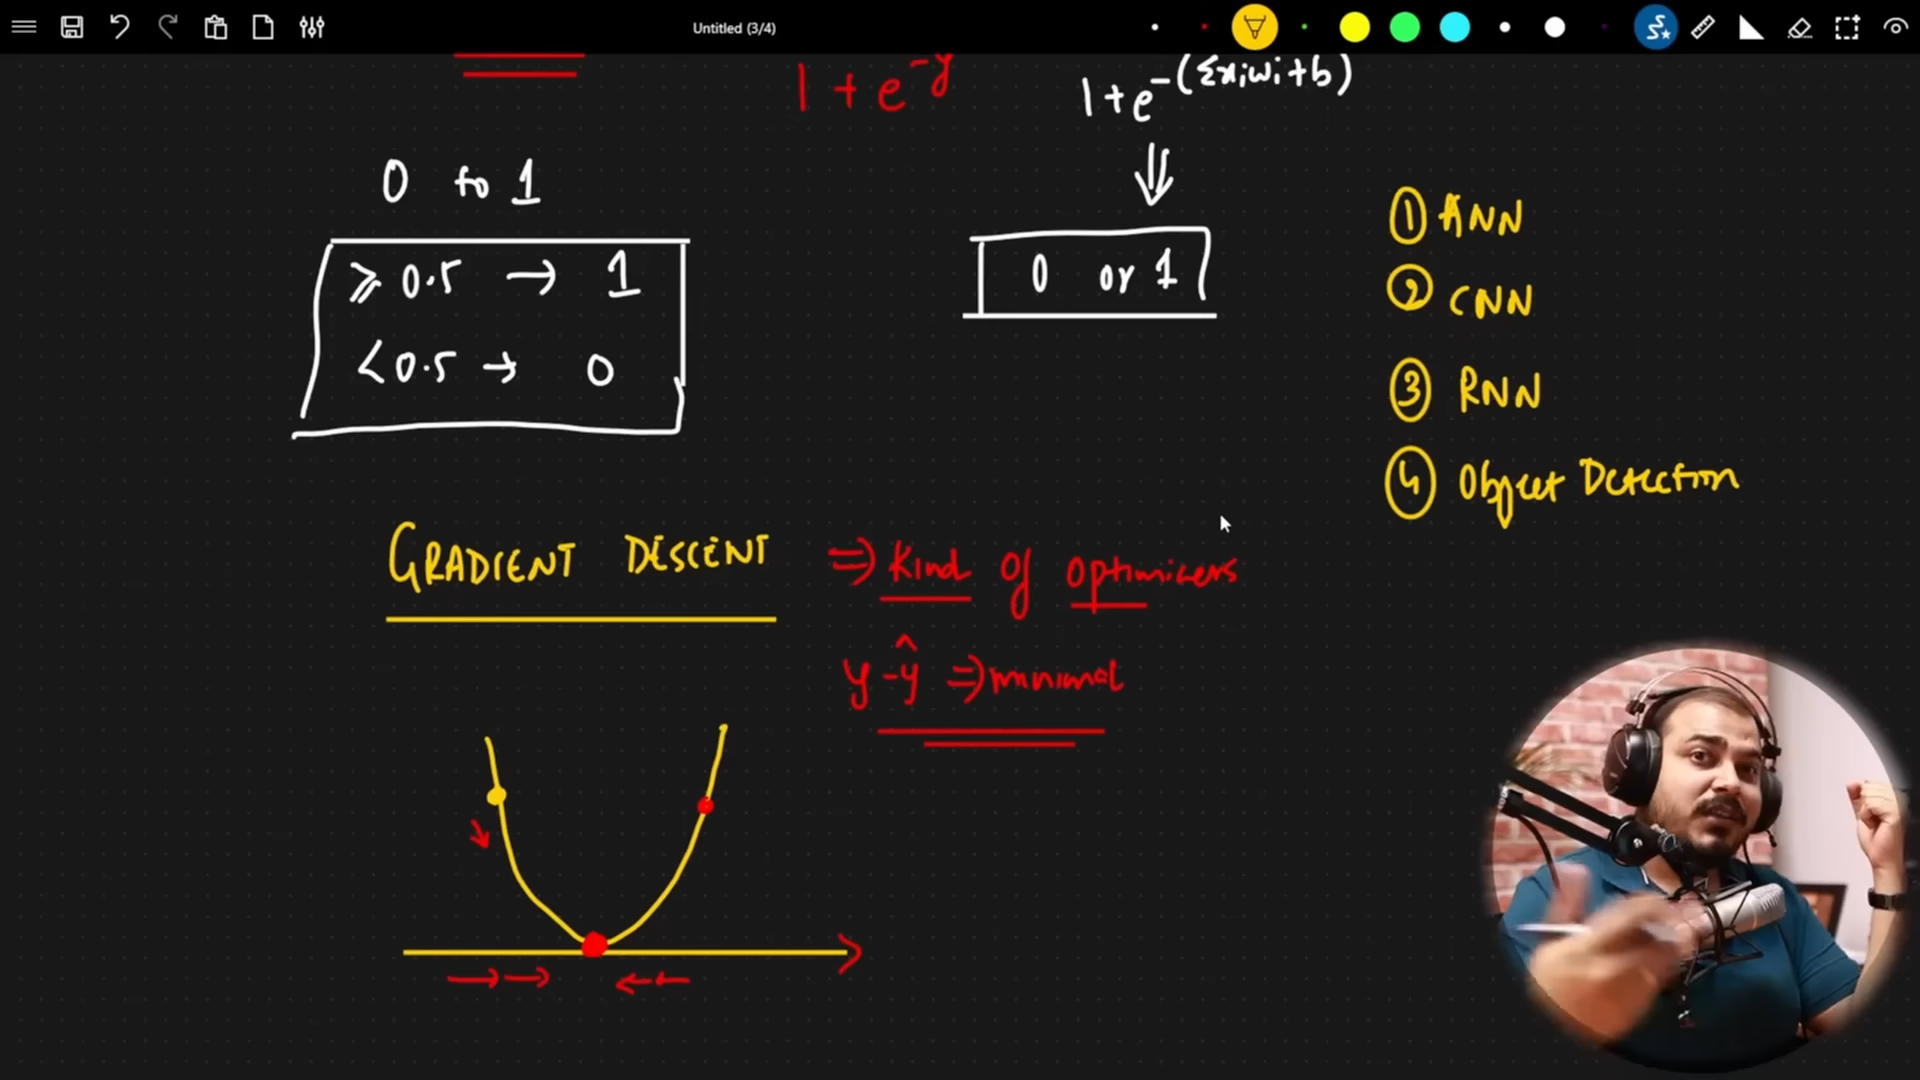 Untitled (3/4)
1 + e^-y
1+e^-(Σxiwi+b)
0 to 1
≥ 0.5 → 1
< 0.5 → 0
0 or 1
① ANN
② CNN
③ RNN
④ Object Detection
GRADIENT DESCENT ⇒ Kind of optimizers
y - ŷ ⇒ minimal